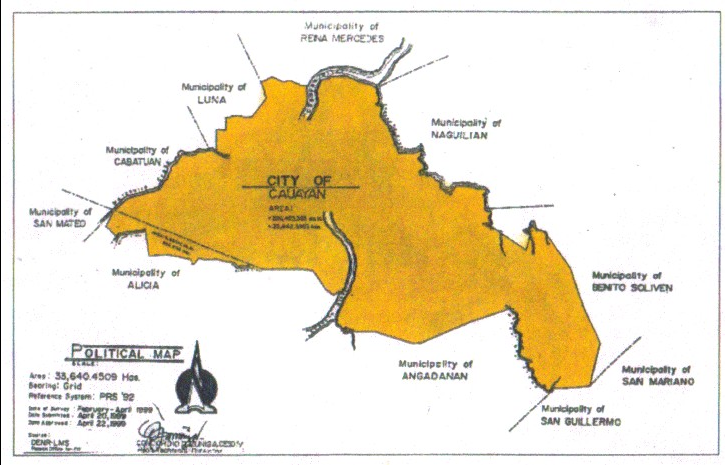 Municipality of
REINA MERCEDES
Municipality of
LUNA
Municipality of
NAGUILIAN
Municipality of
CABATUAN
CITY OF
CAUAYAN
AREA:
Municipality of
SAN MATEO
Municipality of
ALICIA
Municipality of
BENITO SOLIVEN
Municipality of
ANGADANAN
Municipality of
SAN MARIANO
Municipality of
SAN GUILLERMO
POLITICAL MAP
SCALE:
Area: 33,640.4509 Has.
Bearing: Grid
Reference System: PRS '92
Date of Survey: February-April 1999
Date Submitted: April 20, 1999
Date Approved: April 22, 1999
Source:
DENR-LMS